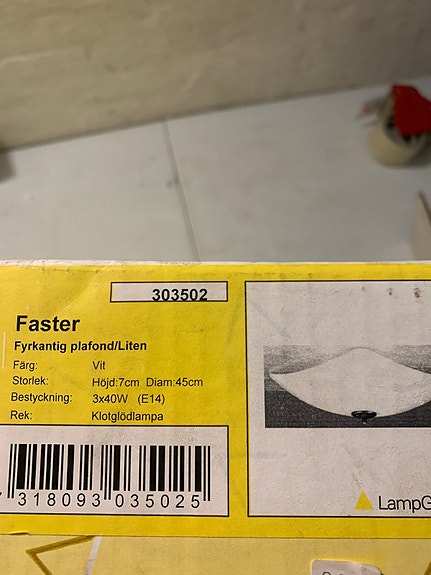 303502
Faster
Fyrkantig plafond/Liten
Färg: Vit
Storlek: Höjd:7cm Diam:45cm
Bestyckning: 3x40W (E14)
Rek: Klotglödlampa
318093 035025
LampG